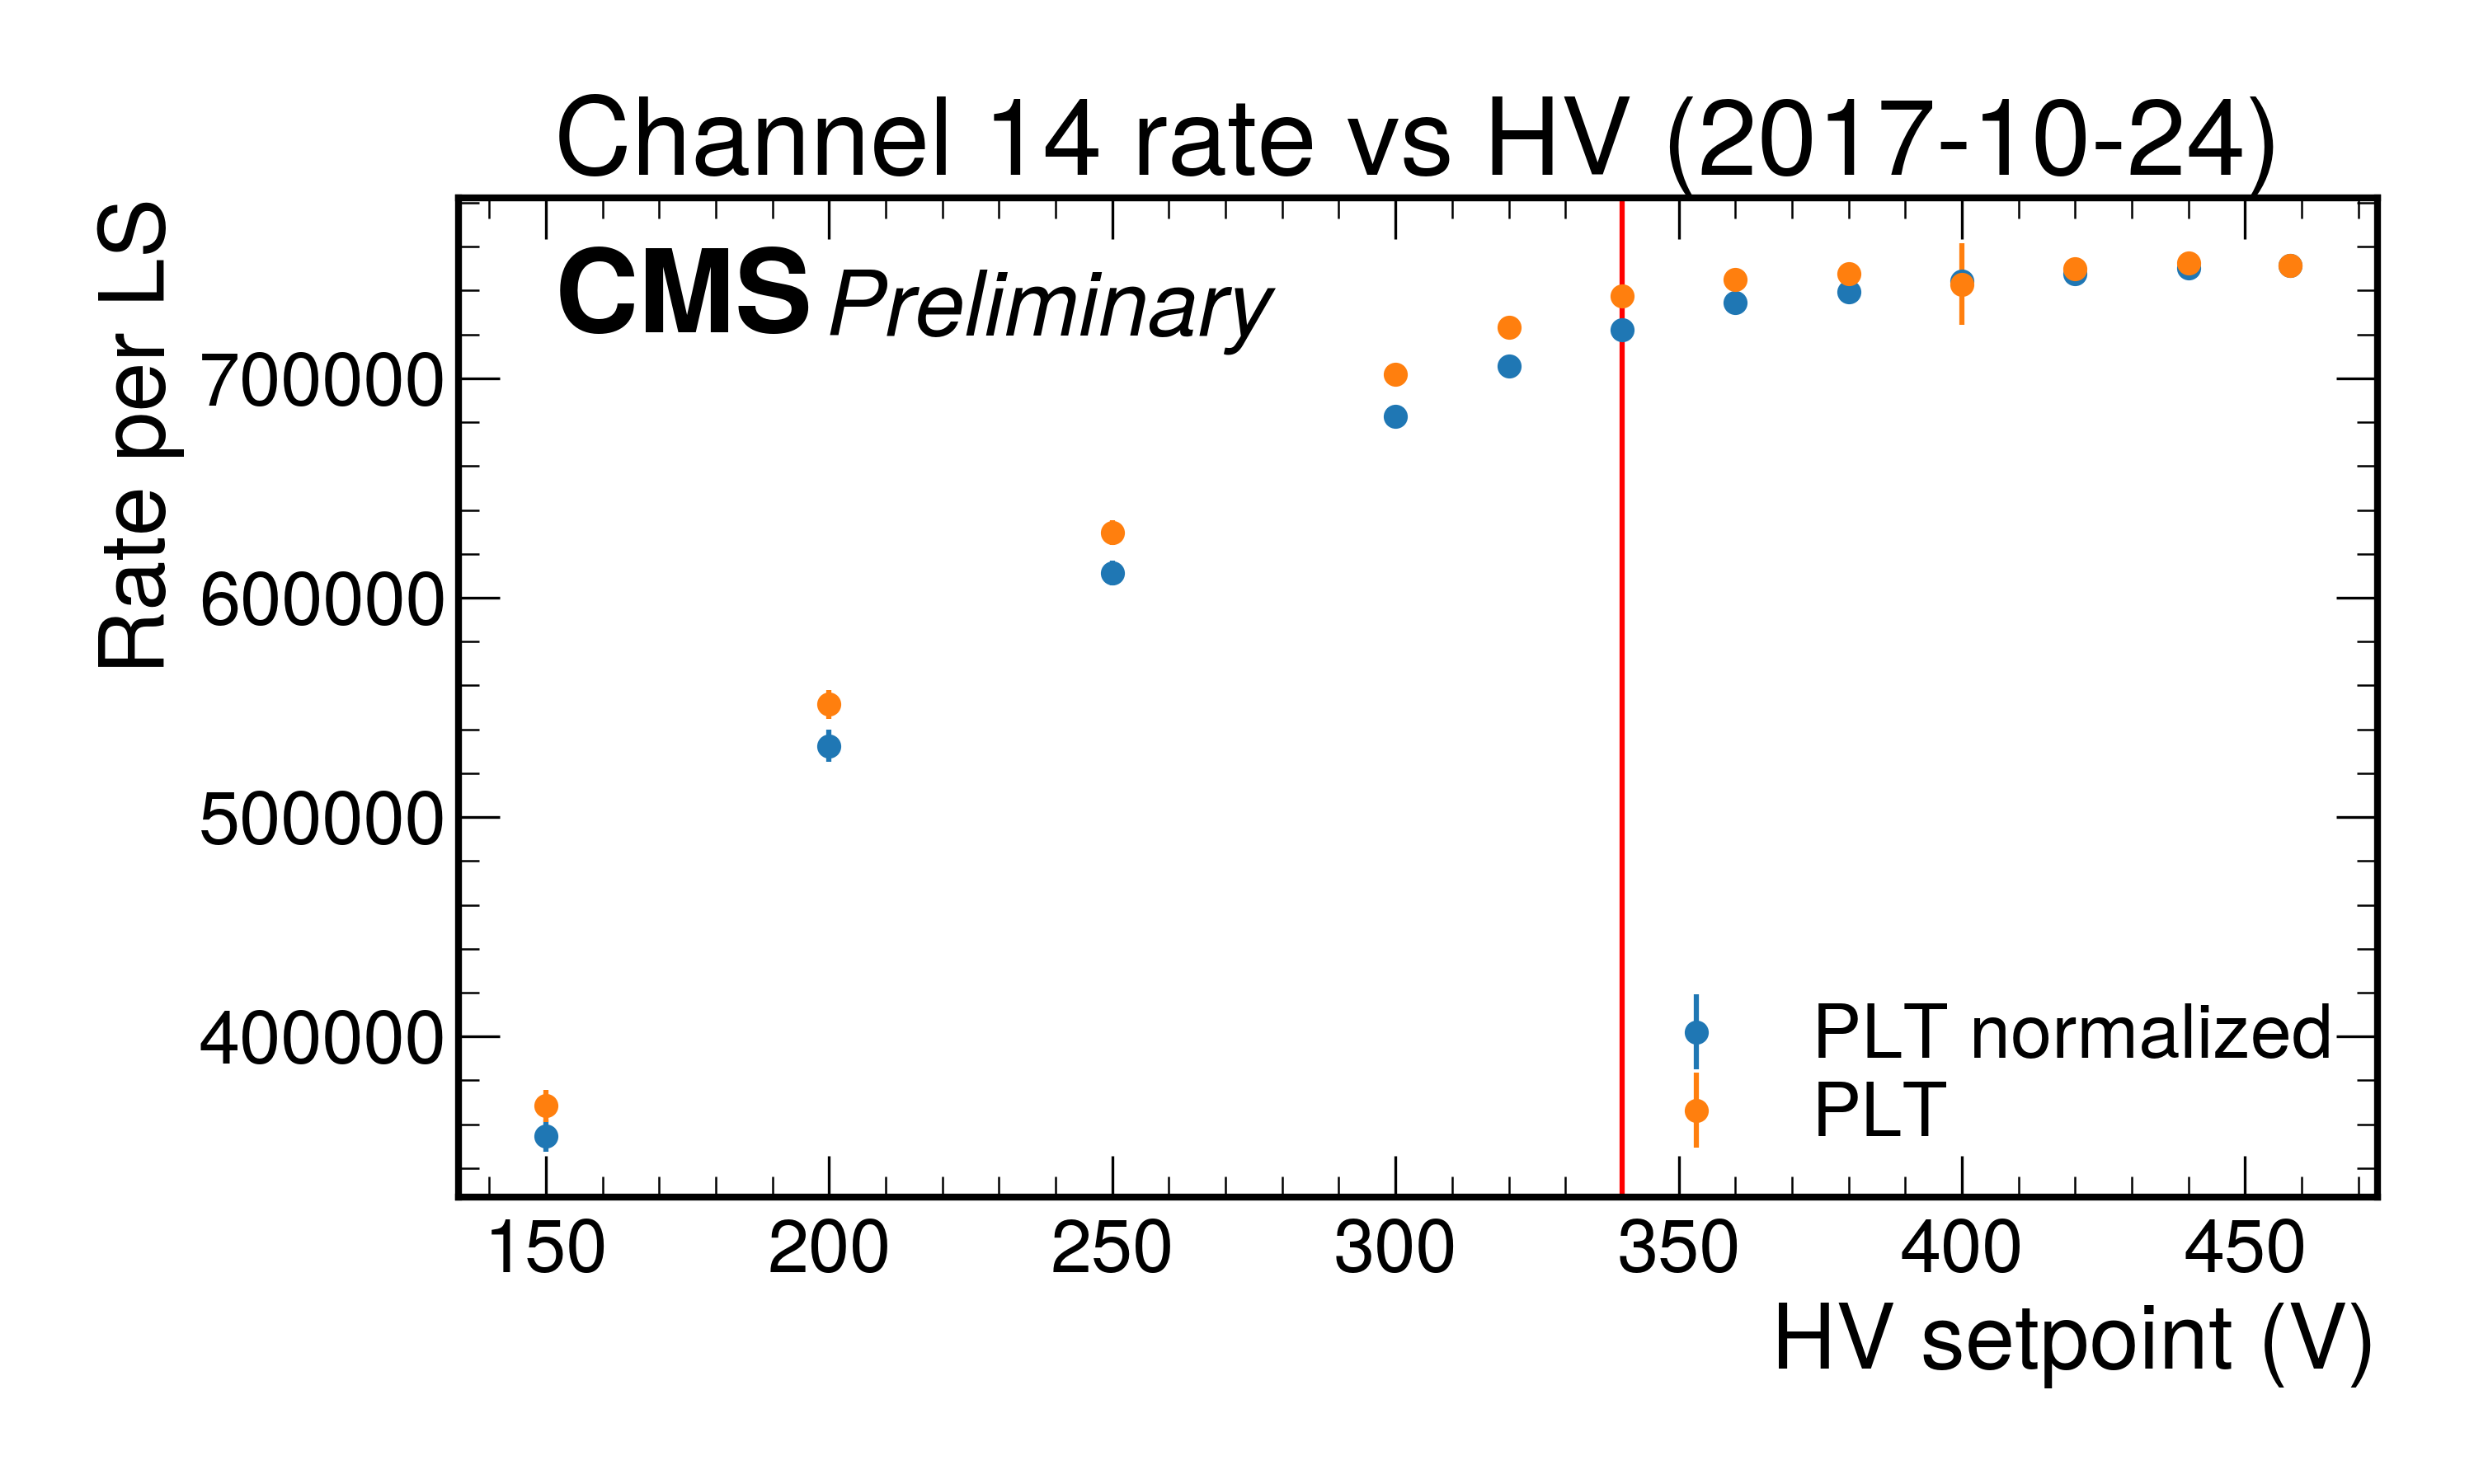 Channel 14 rate vs HV (2017-10-24)
CMS Preliminary
Rate per LS
700000
600000
500000
400000
PLT normalized
PLT
150 200 250 300 350 400 450
HV setpoint (V)